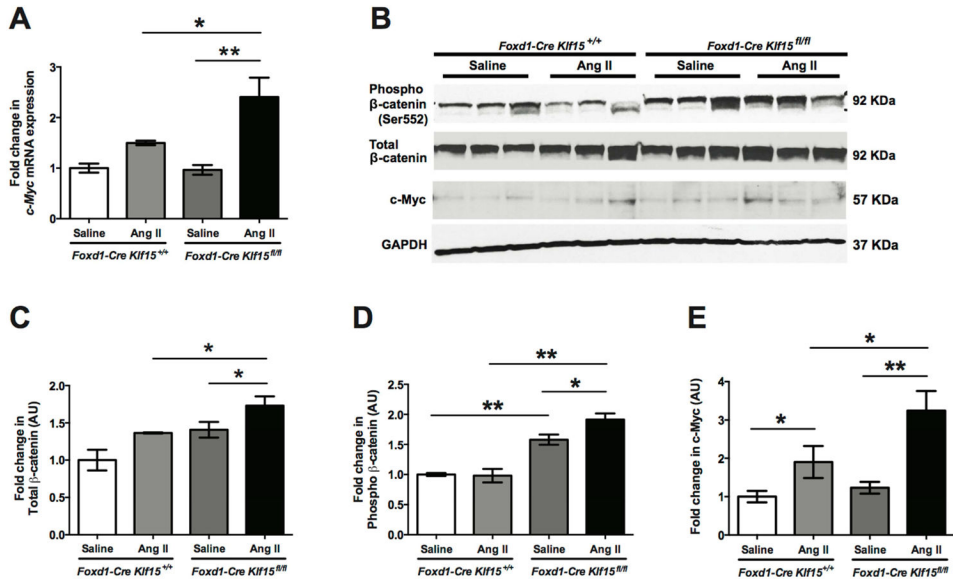 A
*
**
Fold change in
c-Myc mRNA expression
3
2
1
0
Saline
Ang II
Saline
Ang II
Foxd1-Cre Klf15+/+
Foxd1-Cre Klf15fl/fl
B
Foxd1-Cre Klf15+/+
Foxd1-Cre Klf15fl/fl
Saline
Ang II
Saline
Ang II
Phospho
β-catenin
(Ser552)
92 KDa
Total
β-catenin
92 KDa
c-Myc
57 KDa
GAPDH
37 KDa
C
*
*
Fold change in
Total β-catenin (AU)
2.0
1.5
1.0
0.5
0.0
Saline
Ang II
Saline
Ang II
Foxd1-Cre Klf15+/+
Foxd1-Cre Klf15fl/fl
D
**
*
**
Fold change in
Phospho β-catenin (AU)
2.5
2.0
1.5
1.0
0.5
0.0
Saline
Ang II
Saline
Ang II
Foxd1-Cre Klf15+/+
Foxd1-Cre Klf15fl/fl
E
*
**
*
Fold change in c-Myc (AU)
5
4
3
2
1
0
Saline
Ang II
Saline
Ang II
Foxd1-Cre Klf15+/+
Foxd1-Cre Klf15fl/fl